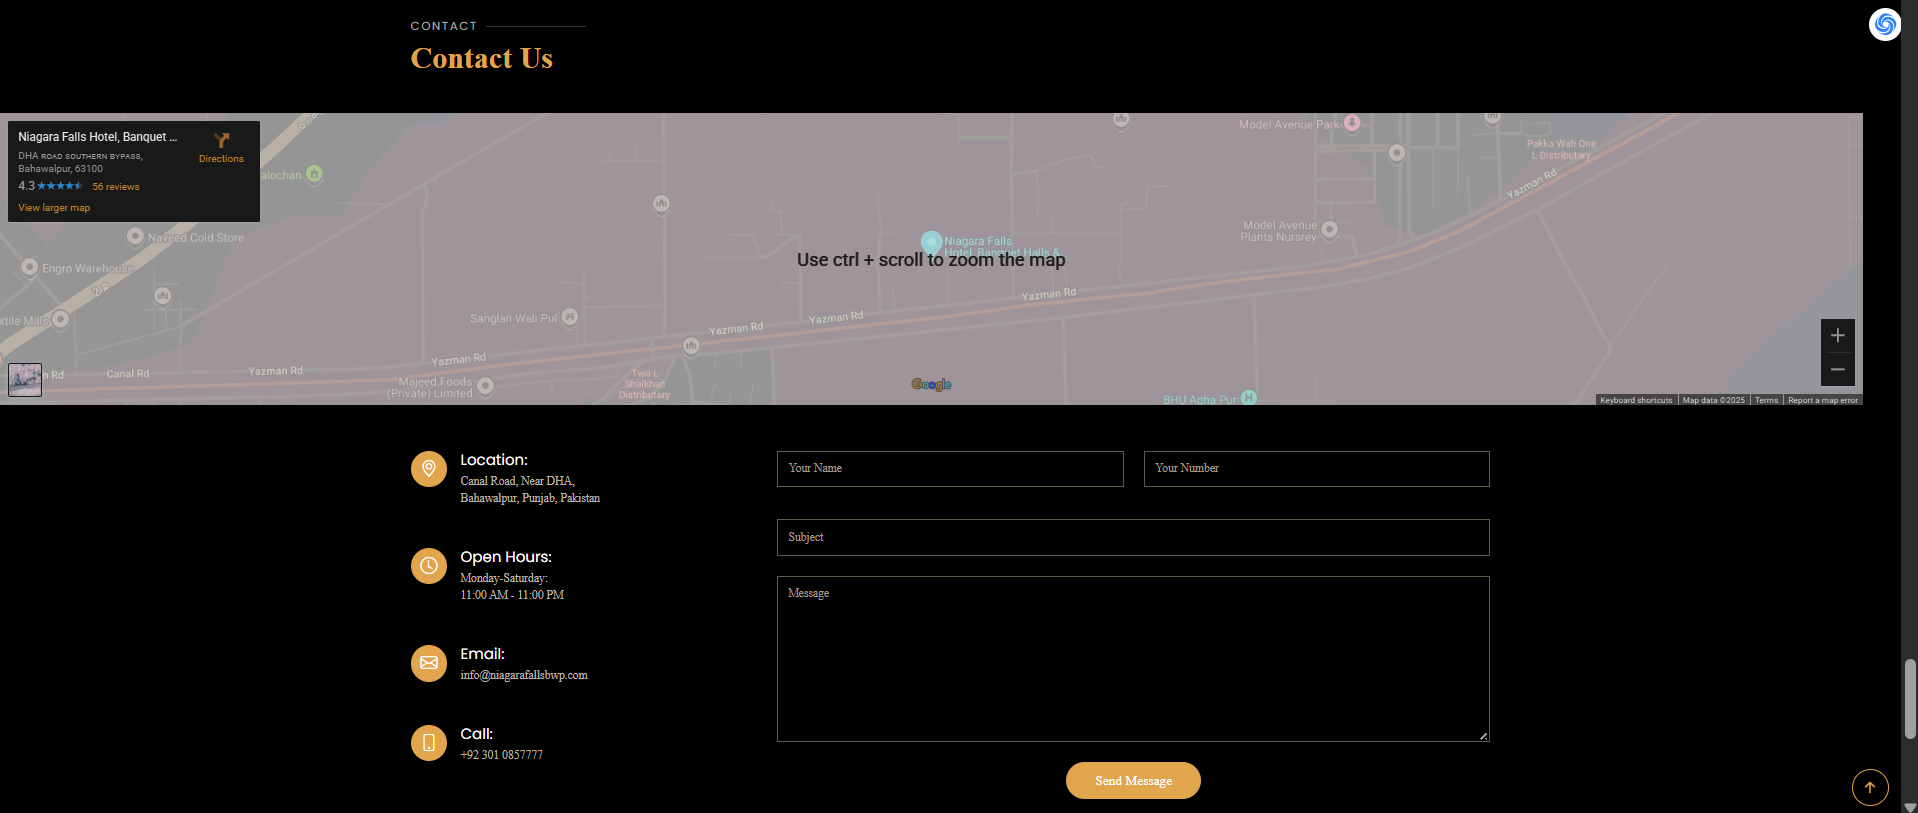 CONTACT
Contact Us
Niagara Falls Hotel, Banquet ...
DHA ROAD SOUTHERN BYPASS,
Bahawalpur, 63100
Directions
4.3
56 reviews
View larger map
alochan
Naveed Cold Store
Engro Warehouse
xtile Mills
Canal Rd
n Rd
Yazman Rd
Yazman Rd
Yazman Rd
Yazman Rd
Yazman Rd
Yazman Rd
Majeed Foods
(Private) Limited
Sanglan Wali Pul
Two L
Shaikhan
Distributary
Niagara Falls
Hotel, Banquet Halls &...
Use ctrl + scroll to zoom the map
Model Avenue Park
Pakka Wah One
L Distributary
Model Avenue
Plants Nursrey
BHU Agha Pur
H
Google
Keyboard shortcuts
Map data ©2025
Terms
Report a map error
Location:
Canal Road, Near DHA,
Bahawalpur, Punjab, Pakistan
Open Hours:
Monday-Saturday:
11:00 AM - 11:00 PM
Email:
info@niagarafallsbwp.com
Call:
+92 301 0857777
Your Name
Your Number
Subject
Message
Send Message